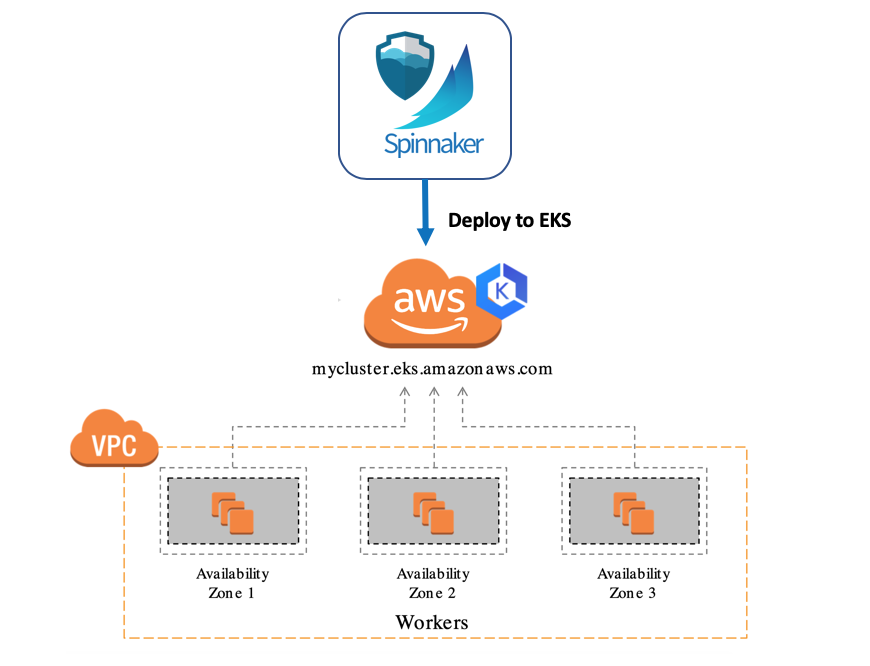 Spinnaker
Deploy to EKS
aws
K
mycluster.eks.amazonaws.com
VPC
Availability
Zone 1
Availability
Zone 2
Availability
Zone 3
Workers